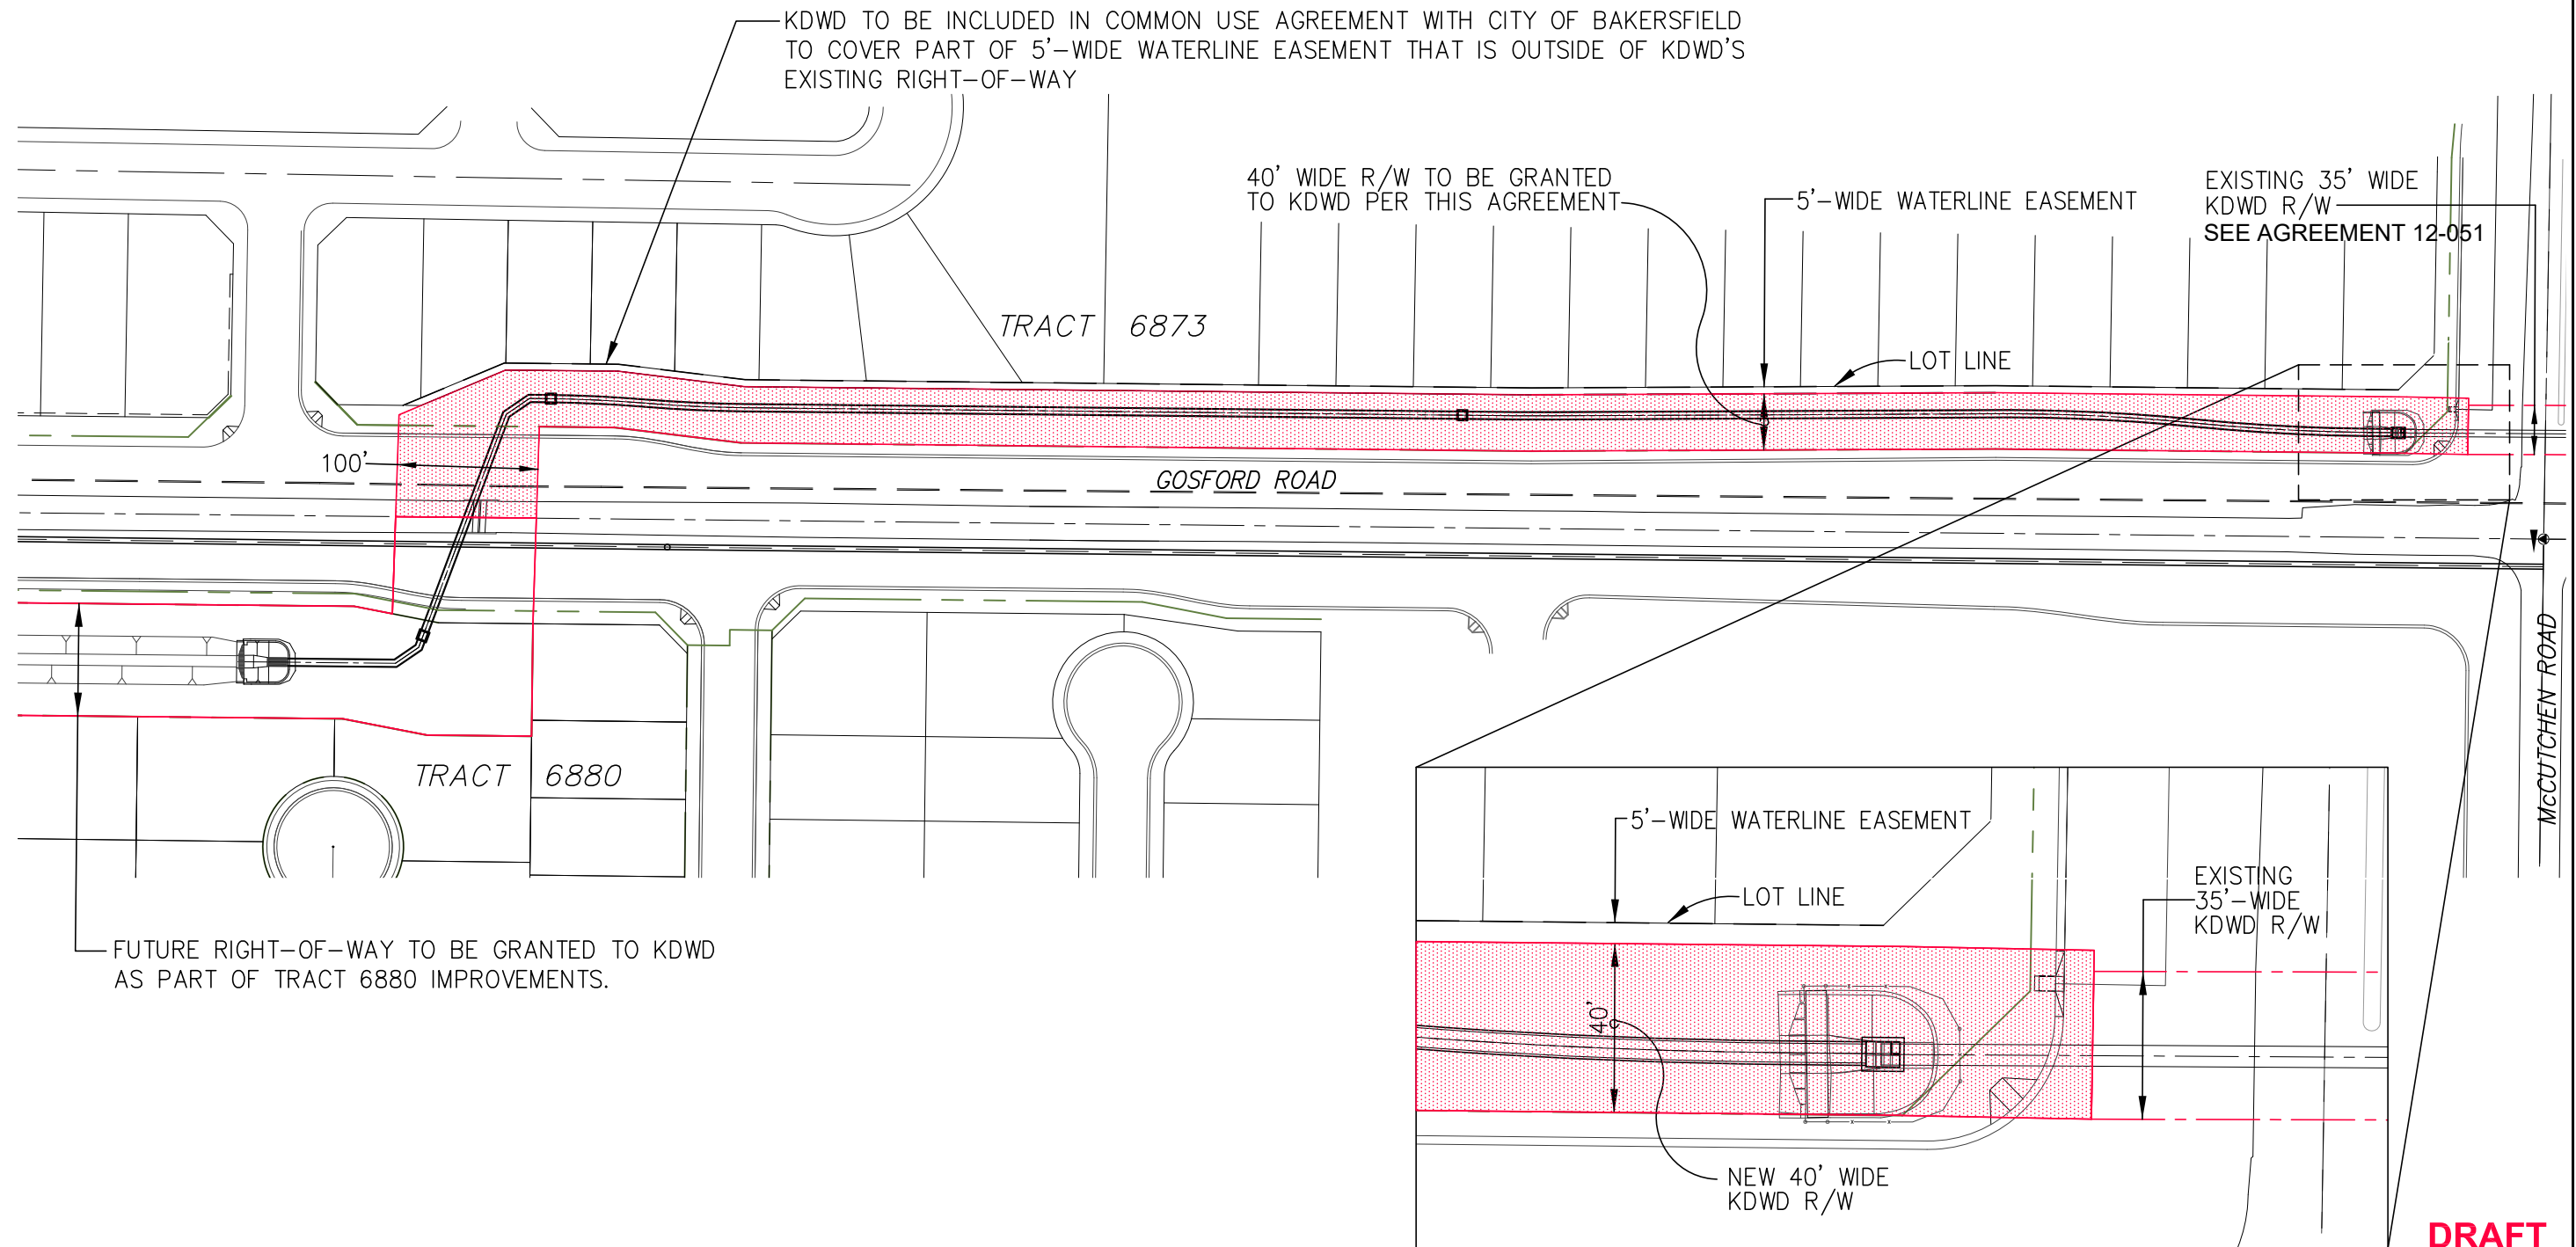 KDWD TO BE INCLUDED IN COMMON USE AGREEMENT WITH CITY OF BAKERSFIELD
TO COVER PART OF 5'-WIDE WATERLINE EASEMENT THAT IS OUTSIDE OF KDWD'S
EXISTING RIGHT-OF-WAY
40' WIDE R/W TO BE GRANTED
TO KDWD PER THIS AGREEMENT
5'-WIDE WATERLINE EASEMENT
EXISTING 35' WIDE
KDWD R/W
SEE AGREEMENT 12-051
TRACT 6873
LOT LINE
100'
GOSFORD ROAD
McCUTCHEN ROAD
TRACT 6880
FUTURE RIGHT-OF-WAY TO BE GRANTED TO KDWD
AS PART OF TRACT 6880 IMPROVEMENTS.
5'-WIDE WATERLINE EASEMENT
LOT LINE
EXISTING
35'-WIDE
KDWD R/W
40'
NEW 40' WIDE
KDWD R/W
DRAFT